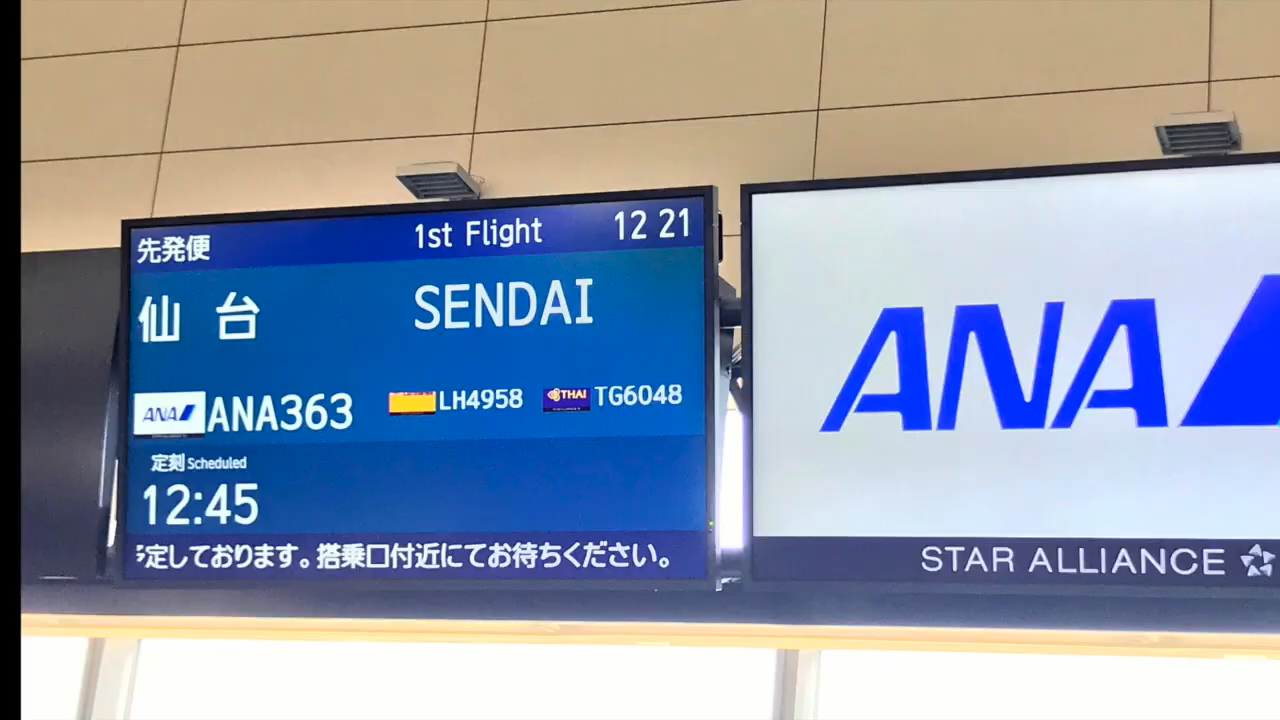 先発便 1st Flight 12 21
仙台 SENDAI
ANA ANA363 LH4958 THAI TG6048
定刻 Scheduled
12:45
定しております。搭乗口付近にてお待ちください。
ANA
STAR ALLIANCE